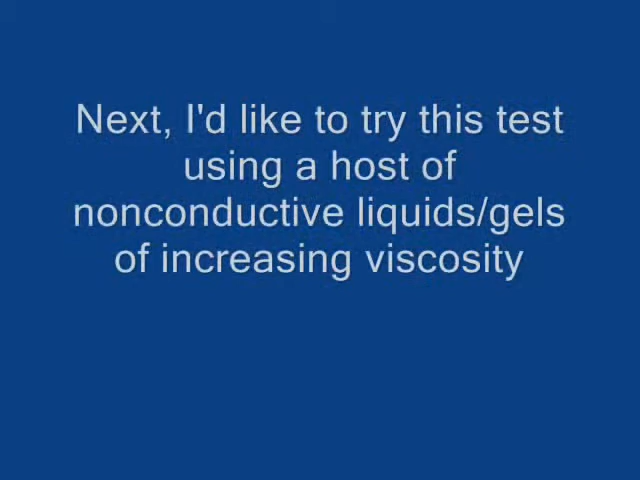 Next, I'd like to try this test
using a host of
nonconductive liquids/gels
of increasing viscosity